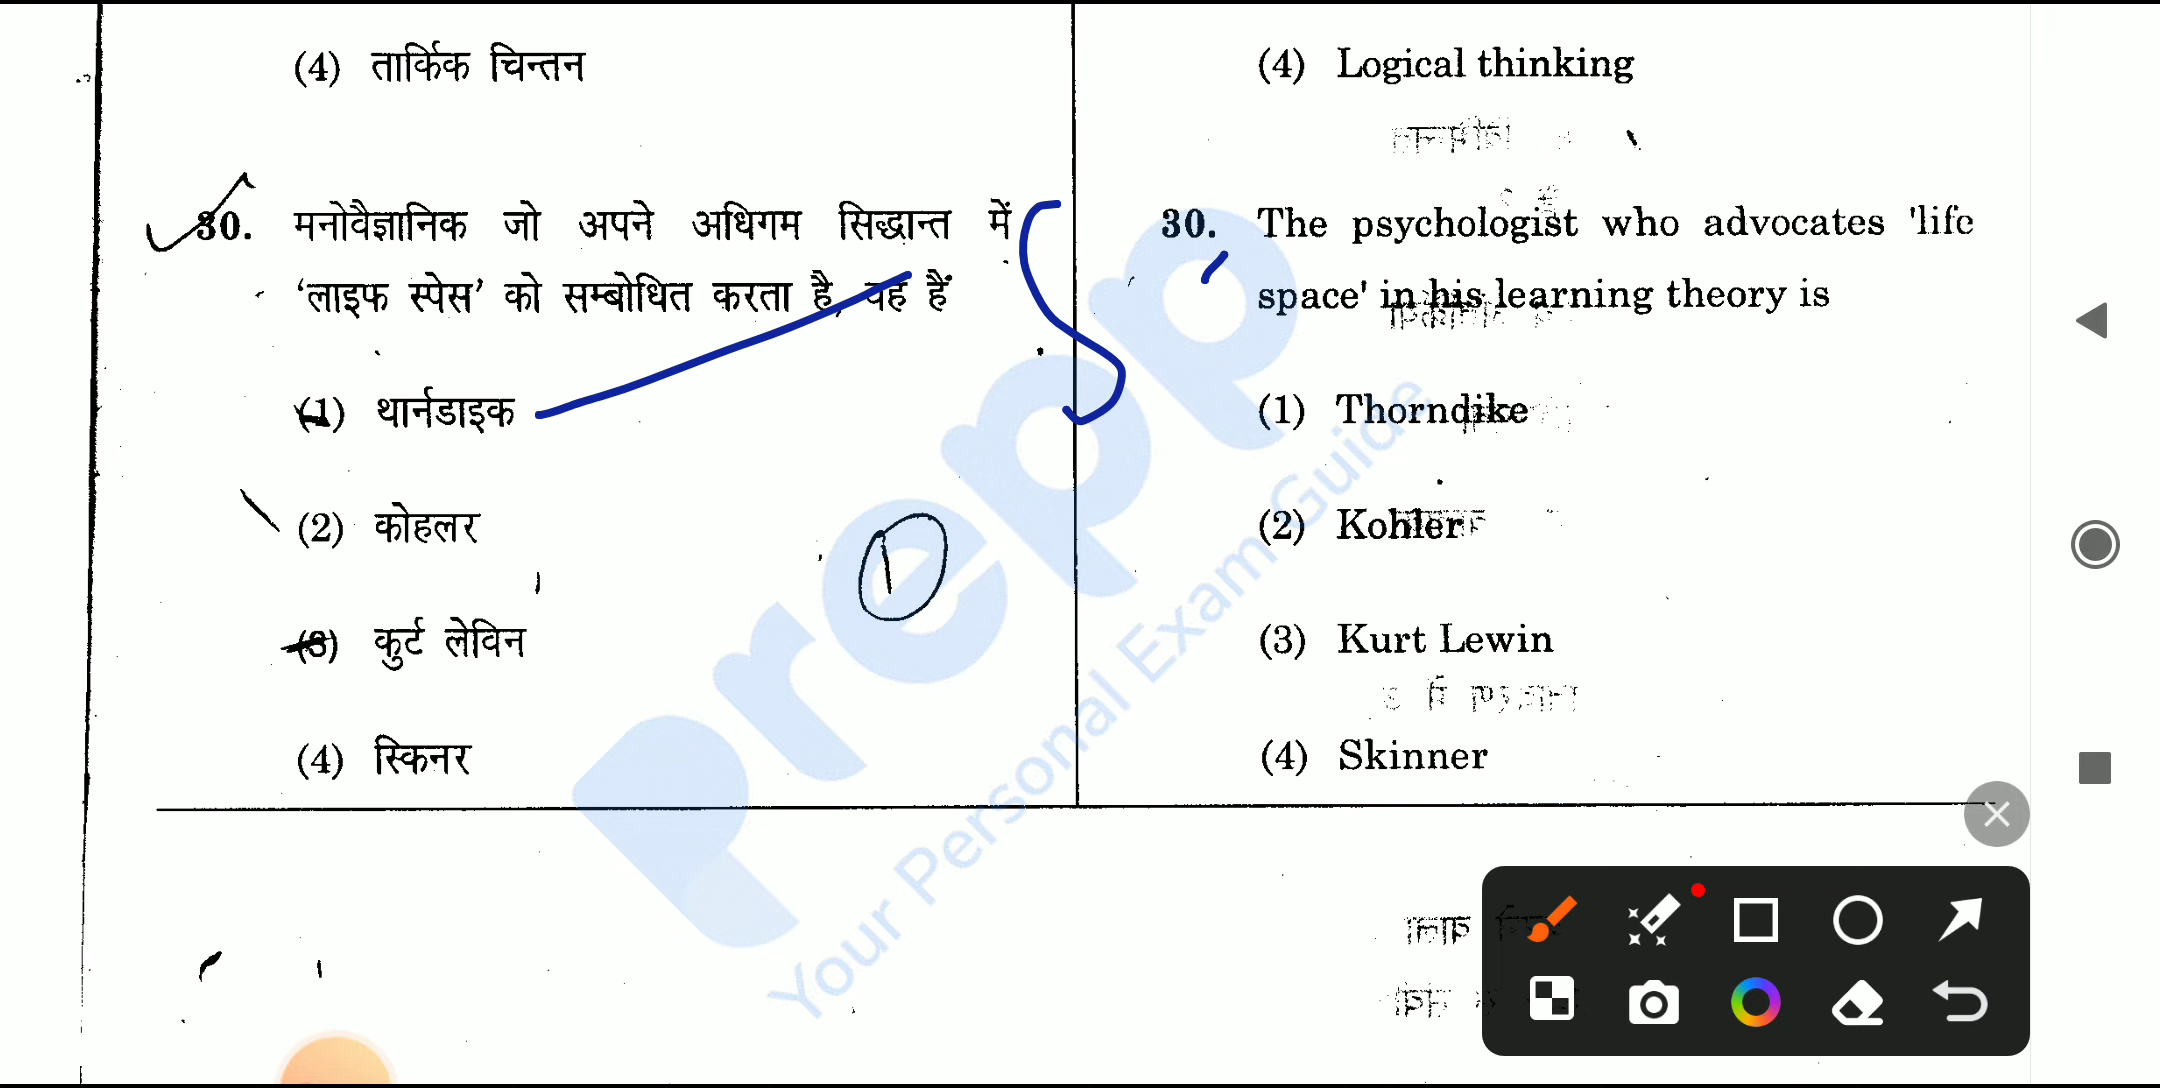 (4) तार्किक चिन्तन
30. मनोवैज्ञानिक जो अपने अधिगम सिद्धान्त में
‘लाइफ स्पेस’ को सम्बोधित करता है, वह हैं
(1) थार्नडाइक
(2) कोहलर
(3) कुर्ट लेविन
(4) स्किनर
1
(4) Logical thinking
30. The psychologist who advocates 'life
space' in his learning theory is
(1) Thorndike
(2) Kohler
(3) Kurt Lewin
(4) Skinner
Prepp
Your Personal Exam Guide